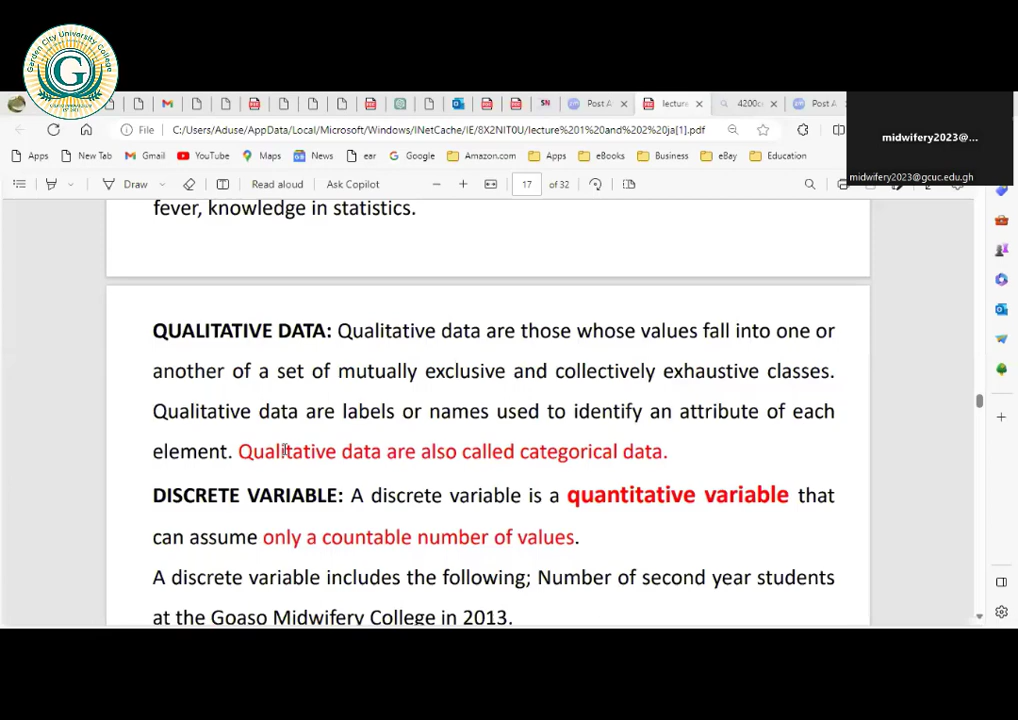 Garden City University College
G
Post A
lecture
4200c
Post A
File
C:/Users/Aduse/AppData/Local/Microsoft/Windows/INetCache/IE/8X2NIT0U/lecture%201%20and%202%20ja[1].pdf
midwifery2023@...
midwifery2023@gcuc.edu.gh
Apps
New Tab
Gmail
YouTube
Maps
News
ear
Google
Amazon.com
Apps
eBooks
Business
eBay
Education
Draw
Read aloud
Ask Copilot
17
of 32
fever, knowledge in statistics.
QUALITATIVE DATA: Qualitative data are those whose values fall into one or
another of a set of mutually exclusive and collectively exhaustive classes.
Qualitative data are labels or names used to identify an attribute of each
element. Qualitative data are also called categorical data.
DISCRETE VARIABLE: A discrete variable is a quantitative variable that
can assume only a countable number of values.
A discrete variable includes the following; Number of second year students
at the Goaso Midwifery College in 2013.